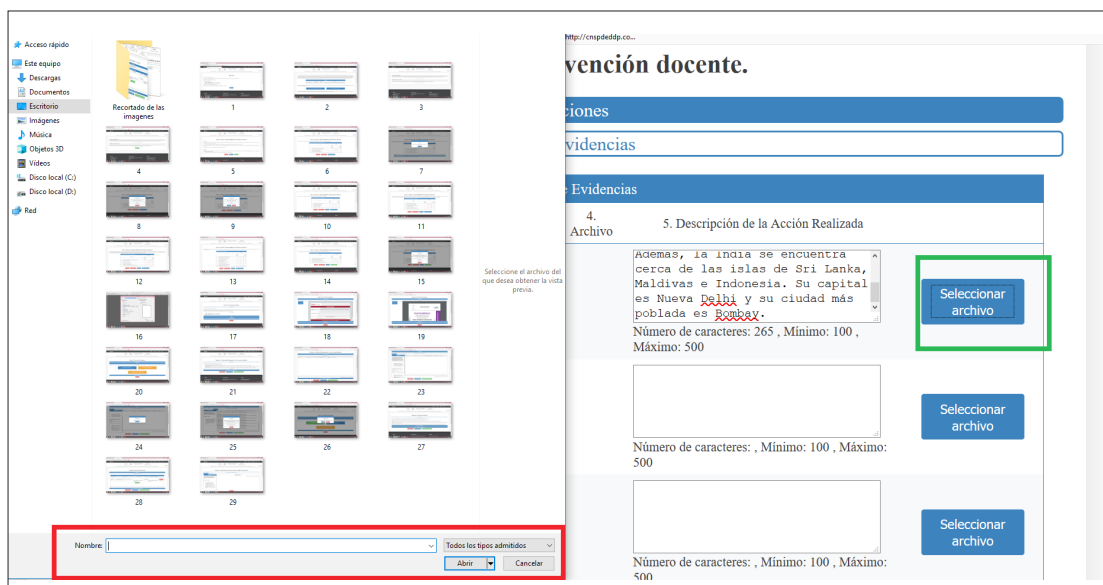 Acceso rápido
Este equipo
Descargas
Documentos
Escritorio
Imágenes
Música
Objetos 3D
Vídeos
Disco local (C:)
Disco local (D:)
Red
Recortado de las
imagenes
1
2
3
4
5
6
7
8
9
10
11
12
13
14
15
16
17
18
19
20
21
22
23
24
25
26
27
28
29
Seleccione el archivo del
que desea obtener la vista
previa.
Nombre:
Todos los tipos admitidos
Abrir
Cancelar
http://cnspdeddp.co...
vención docente.
ciones
videncias
Evidencias
4.
Archivo
5. Descripción de la Acción Realizada
Además, la India se encuentra
cerca de las islas de Sri Lanka,
Maldivas e Indonesia. Su capital
es Nueva Delhi y su ciudad más
poblada es Bombay.
Número de caracteres: 265 , Mínimo: 100 ,
Máximo: 500
Seleccionar
archivo
Número de caracteres: , Mínimo: 100 , Máximo:
500
Seleccionar
archivo
Número de caracteres: , Mínimo: 100 , Máximo:
500
Seleccionar
archivo